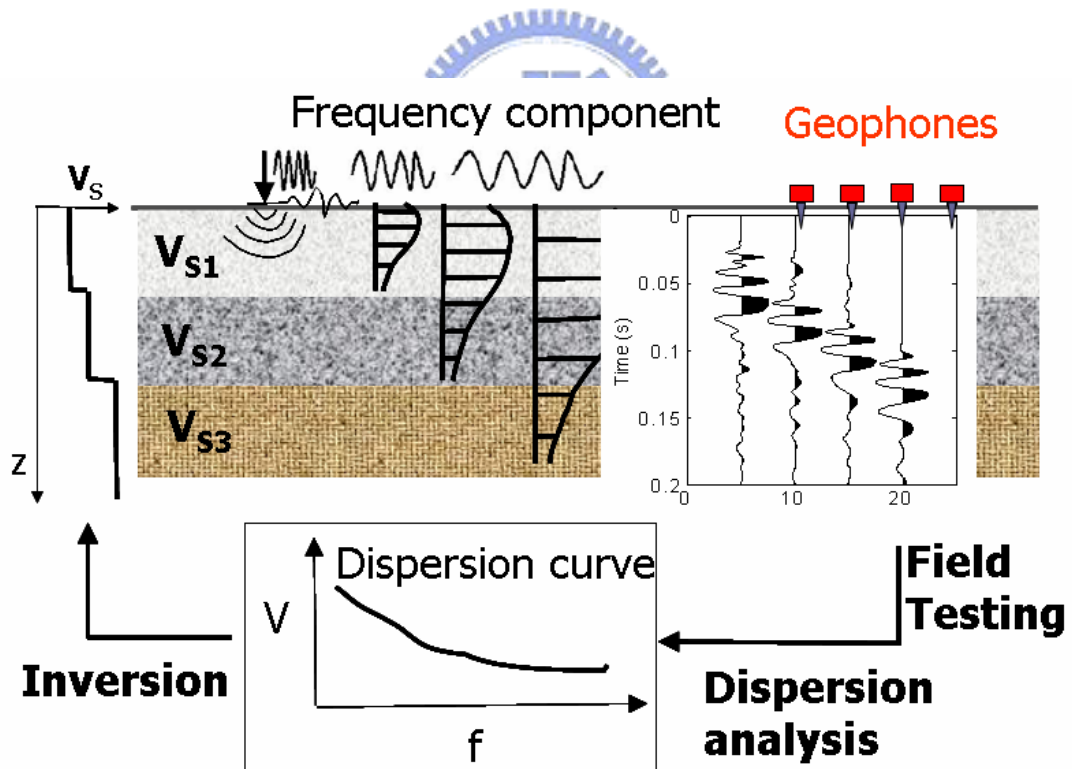 Frequency component
Geophones
vs
VS1
VS2
VS3
z
Time (s)
0
0.05
0.1
0.15
0.2
0
10
20
Dispersion curve
V
f
Field
Testing
Dispersion
analysis
Inversion